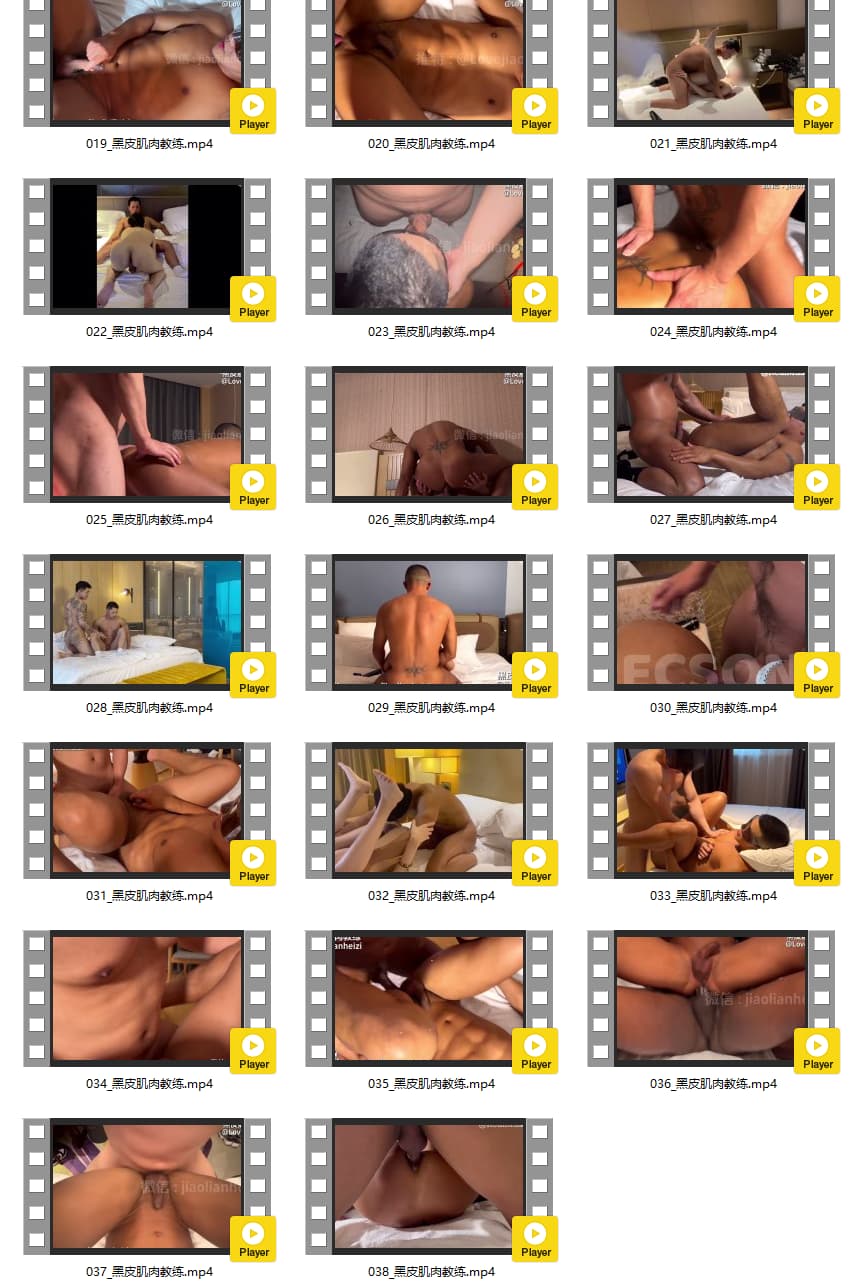 Player
Player
Player
019_黑皮肌肉教练.mp4
020_黑皮肌肉教练.mp4
021_黑皮肌肉教练.mp4
Player
Player
Player
022_黑皮肌肉教练.mp4
023_黑皮肌肉教练.mp4
024_黑皮肌肉教练.mp4
Player
Player
Player
025_黑皮肌肉教练.mp4
026_黑皮肌肉教练.mp4
027_黑皮肌肉教练.mp4
Player
Player
ECSON
Player
028_黑皮肌肉教练.mp4
029_黑皮肌肉教练.mp4
030_黑皮肌肉教练.mp4
Player
Player
Player
031_黑皮肌肉教练.mp4
032_黑皮肌肉教练.mp4
033_黑皮肌肉教练.mp4
anheizi
微信 : jiaolianh
Player
Player
Player
034_黑皮肌肉教练.mp4
035_黑皮肌肉教练.mp4
036_黑皮肌肉教练.mp4
微信 : jiaolianh
Player
Player
037_黑皮肌肉教练.mp4
038_黑皮肌肉教练.mp4